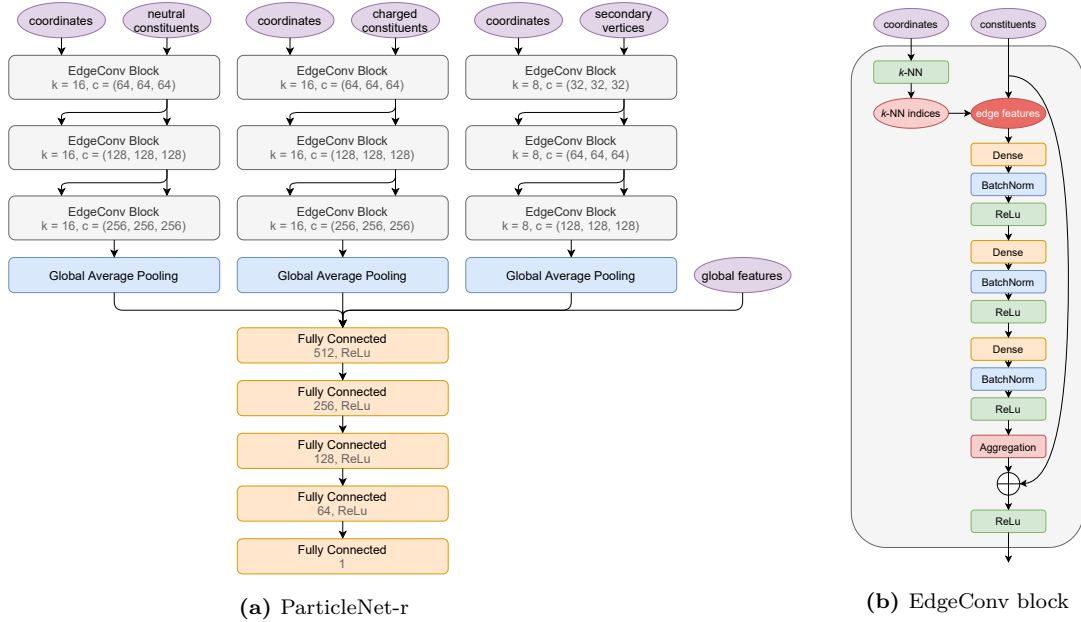 coordinates
neutral
constituents
coordinates
charged
constituents
coordinates
secondary
vertices
EdgeConv Block
k = 16, c = (64, 64, 64)
EdgeConv Block
k = 16, c = (64, 64, 64)
EdgeConv Block
k = 8, c = (32, 32, 32)
EdgeConv Block
k = 16, c = (128, 128, 128)
EdgeConv Block
k = 16, c = (128, 128, 128)
EdgeConv Block
k = 8, c = (64, 64, 64)
EdgeConv Block
k = 16, c = (256, 256, 256)
EdgeConv Block
k = 16, c = (256, 256, 256)
EdgeConv Block
k = 8, c = (128, 128, 128)
Global Average Pooling
Global Average Pooling
Global Average Pooling
global features
Fully Connected
512, ReLu
Fully Connected
256, ReLu
Fully Connected
128, ReLu
Fully Connected
64, ReLu
Fully Connected
1
(a) ParticleNet-r
coordinates
constituents
k-NN
k-NN indices
edge features
Dense
BatchNorm
ReLu
Dense
BatchNorm
ReLu
Dense
BatchNorm
ReLu
Aggregation
ReLu
(b) EdgeConv block